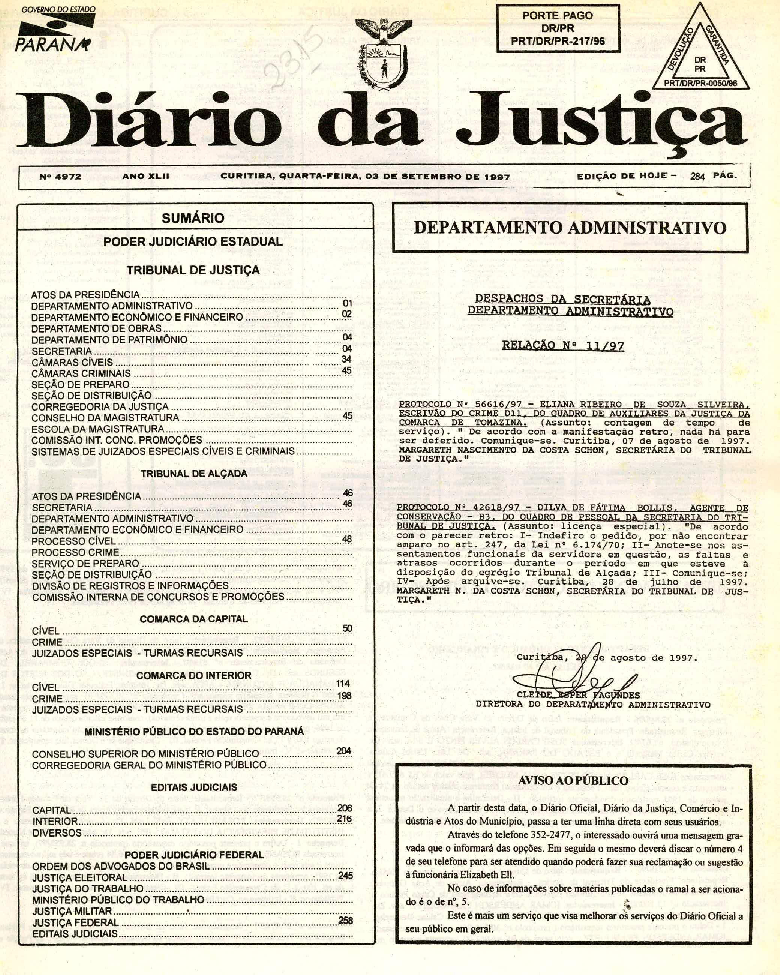 GOVERNO DO ESTADO
PARANÁ
2315
PORTE PAGO
DR/PR
PRT/DR/PR-217/96
DEVOLUÇÃO
GARANTIDA
DR
PR
PRT/DR/PR-0050/96
Diário da Justiça
Nº 4972 ANO XLII CURITIBA, QUARTA-FEIRA, 03 DE SETEMBRO DE 1997 EDIÇÃO DE HOJE - 284 PÁG.
SUMÁRIO
PODER JUDICIÁRIO ESTADUAL
TRIBUNAL DE JUSTIÇA
ATOS DA PRESIDÊNCIA
DEPARTAMENTO ADMINISTRATIVO 01
DEPARTAMENTO ECONÔMICO E FINANCEIRO 02
DEPARTAMENTO DE OBRAS
DEPARTAMENTO DE PATRIMÔNIO 04
SECRETARIA 04
CÂMARAS CÍVEIS 34
CÂMARAS CRIMINAIS 45
SEÇÃO DE PREPARO
SEÇÃO DE DISTRIBUIÇÃO
CORREGEDORIA DA JUSTIÇA
CONSELHO DA MAGISTRATURA 45
ESCOLA DA MAGISTRATURA
COMISSÃO INT. CONC. PROMOÇÕES
SISTEMAS DE JUIZADOS ESPECIAIS CÍVEIS E CRIMINAIS
TRIBUNAL DE ALÇADA
ATOS DA PRESIDÊNCIA 46
SECRETARIA 48
DEPARTAMENTO ADMINISTRATIVO
DEPARTAMENTO ECONÔMICO E FINANCEIRO
PROCESSO CÍVEL 48
PROCESSO CRIME
SERVIÇO DE PREPARO
SEÇÃO DE DISTRIBUIÇÃO
DIVISÃO DE REGISTROS E INFORMAÇÕES
COMISSÃO INTERNA DE CONCURSOS E PROMOÇÕES
COMARCA DA CAPITAL
CÍVEL 50
CRIME
JUIZADOS ESPECIAIS - TURMAS RECURSAIS
COMARCA DO INTERIOR
CÍVEL 114
CRIME 198
JUIZADOS ESPECIAIS - TURMAS RECURSAIS
MINISTÉRIO PÚBLICO DO ESTADO DO PARANÁ
CONSELHO SUPERIOR DO MINISTÉRIO PÚBLICO 204
CORREGEDORIA GERAL DO MINISTÉRIO PÚBLICO
EDITAIS JUDICIAIS
CAPITAL 206
INTERIOR 216
DIVERSOS
PODER JUDICIÁRIO FEDERAL
ORDEM DOS ADVOGADOS DO BRASIL
JUSTIÇA ELEITORAL 245
JUSTIÇA DO TRABALHO
MINISTÉRIO PÚBLICO DO TRABALHO
JUSTIÇA MILITAR
JUSTIÇA FEDERAL 258
EDITAIS JUDICIAIS
DEPARTAMENTO ADMINISTRATIVO
DESPACHOS DA SECRETÁRIA
DEPARTAMENTO ADMINISTRATIVO
RELAÇÃO Nº 11/97
PROTOCOLO Nº 56616/97 - ELIANA RIBEIRO DE SOUZA SILVEIRA,
ESCRIVÃO DO CRIME D11, DO QUADRO DE AUXILIARES DA JUSTIÇA DA
COMARCA DE TOMAZINA. (Assunto: contagem de tempo de
serviço). " De acordo com a manifestação retro, nada há para
ser deferido. Comunique-se. Curitiba, 07 de agosto de 1997.
MARGARETH NASCIMENTO DA COSTA SCHON, SECRETÁRIA DO TRIBUNAL
DE JUSTIÇA."
PROTOCOLO Nº 42618/97 - DILVA DE FÁTIMA BOLLIS, AGENTE DE
CONSERVAÇÃO - B3, DO QUADRO DE PESSOAL DA SECRETARIA DO TRI-
BUNAL DE JUSTIÇA. (Assunto: licença especial). "De acordo
com o parecer retro: I- Indefiro o pedido, por não encontrar
amparo no art. 247, da Lei nº 6.174/70; II- Anote-se nos as-
sentamentos funcionais da servidora em questão, as faltas e
atrasos ocorridos durante o período em que esteve à
disposição do egrégio Tribunal de Alçada; III- Comunique-se;
IV- Após arquive-se. Curitiba, 28 de julho de 1997.
MARGARETH N. DA COSTA SCHON, SECRETÁRIA DO TRIBUNAL DE JUS-
TIÇA."
Curitiba, 28 de agosto de 1997.
CLEIDE ESPER FAGUNDES
DIRETORA DO DEPARATAMENTO ADMINISTRATIVO
AVISO AO PÚBLICO
A partir desta data, o Diário Oficial, Diário da Justiça, Comércio e In-
dústria e Atos do Município, passa a ter uma linha direta com seus usuários.
Através do telefone 352-2477, o interessado ouvirá uma mensagem gra-
vada que o informará das opções. Em seguida o mesmo deverá discar o número 4
de seu telefone para ser atendido quando poderá fazer sua reclamação ou sugestão
à funcionária Elizabeth Ell.
No caso de informações sobre matérias publicadas o ramal a ser aciona-
do é o de nº, 5.
Este é mais um serviço que visa melhorar os serviços do Diário Oficial a
seu público em geral.